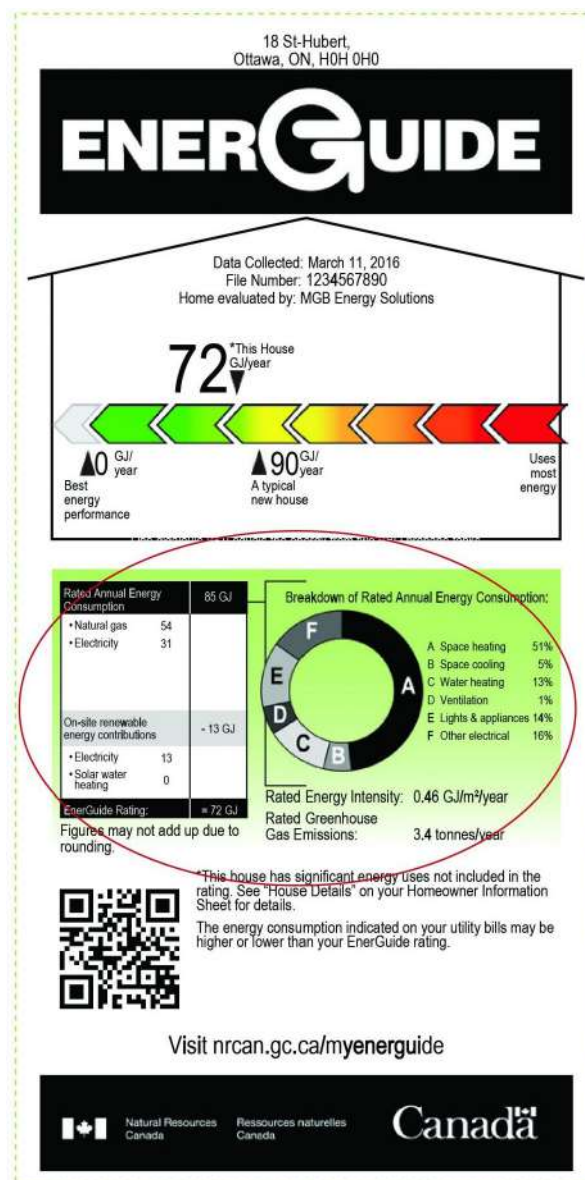 18 St-Hubert,
Ottawa, ON, H0H 0H0
ENERGUIDE
Data Collected: March 11, 2016
File Number: 1234567890
Home evaluated by: MGB Energy Solutions
72 *This House
GJ/year
0 GJ/
year
Best
energy
performance
90 GJ/
year
A typical
new house
Uses
most
energy
Rated Annual Energy
Consumption 85 GJ
• Natural gas 54
• Electricity 31
On-site renewable
energy contributions - 13 GJ
• Electricity 13
• Solar water
heating 0
EnerGuide Rating: = 72 GJ
Figures may not add up due to
rounding.
Breakdown of Rated Annual Energy Consumption:
F
E
D
C
B
A
A Space heating 51%
B Space cooling 5%
C Water heating 13%
D Ventilation 1%
E Lights & appliances 14%
F Other electrical 16%
Rated Energy Intensity: 0.46 GJ/m²/year
Rated Greenhouse
Gas Emissions: 3.4 tonnes/year
*This house has significant energy uses not included in the
rating. See "House Details" on your Homeowner Information
Sheet for details.
The energy consumption indicated on your utility bills may be
higher or lower than your EnerGuide rating.
Visit nrcan.gc.ca/myenerguide
Natural Resources
Canada
Ressources naturelles
Canada
Canada